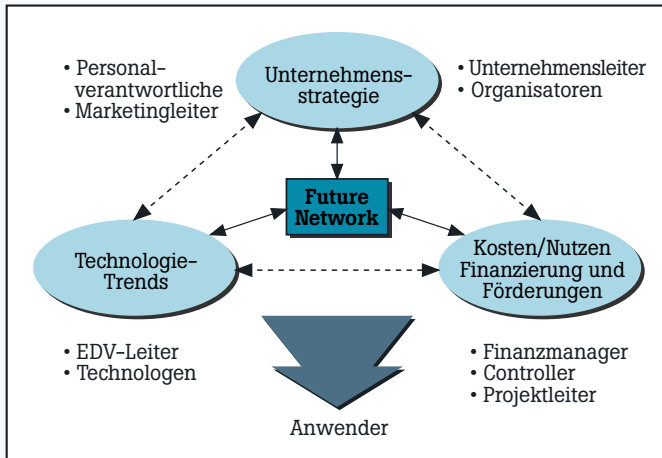 • Personal-
verantwortliche
• Marketingleiter
Unternehmens-
strategie
• Unternehmensleiter
• Organisatoren
Future
Network
Technologie-
Trends
Kosten/Nutzen
Finanzierung und
Förderungen
• EDV-Leiter
• Technologen
• Finanzmanager
• Controller
• Projektleiter
Anwender